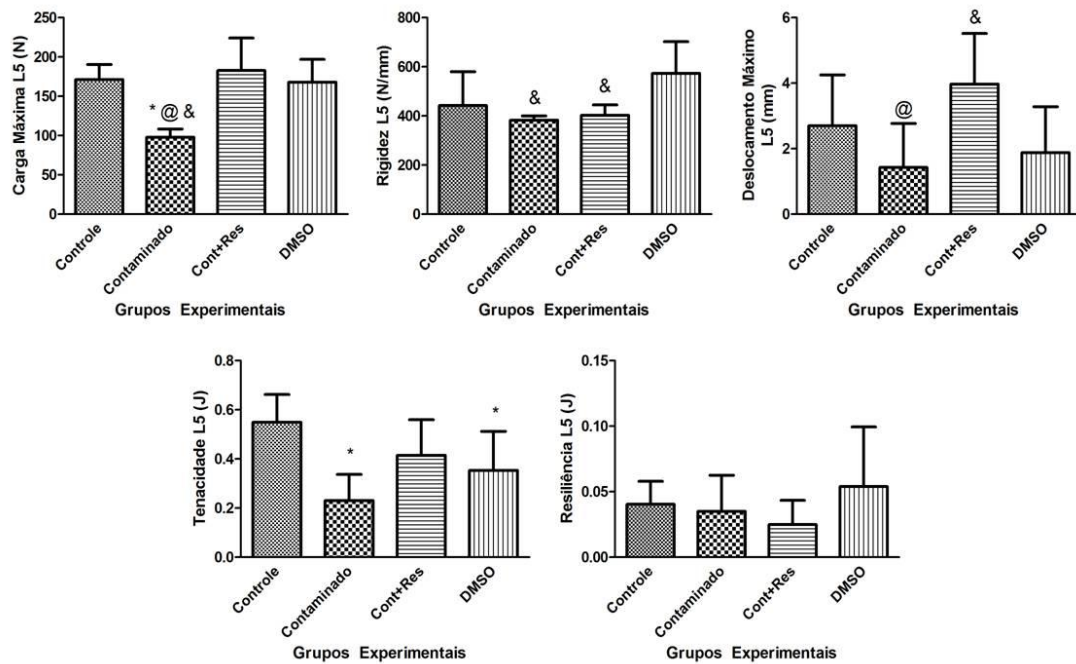 Carga Máxima L5 (N)
250
200
150
100
50
0
* @ &
Controle
Contaminado
Cont+Res
DMSO
Grupos Experimentais
Rigidez L5 (N/mm)
800
600
400
200
0
&
&
Controle
Contaminado
Cont+Res
DMSO
Grupos Experimentais
Deslocamento Máximo
L5 (mm)
6
4
2
0
@
&
Controle
Contaminado
Cont+Res
DMSO
Grupos Experimentais
Tenacidade L5 (J)
0.8
0.6
0.4
0.2
0.0
*
*
Controle
Contaminado
Cont+Res
DMSO
Grupos Experimentais
Resiliência L5 (J)
0.15
0.10
0.05
0.00
Controle
Contaminado
Cont+Res
DMSO
Grupos Experimentais